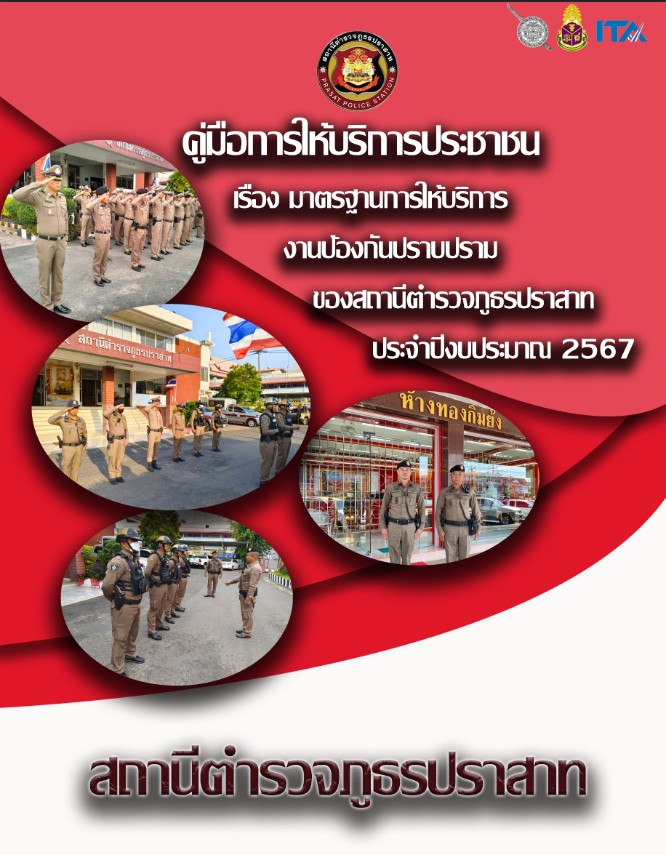 ITA
สถานีตำรวจภูธรปราสาท
PRASAT POLICE STATION
คู่มือการให้บริการประชาชน
เรื่อง มาตรฐานการให้บริการ
งานป้องกันปราบปราม
ของสถานีตำรวจภูธรปราสาท
ประจำปีงบประมาณ 2567
สถานีตำรวจภูธรปราสาท
ห้างทองกิมย้ง
สถานีตำรวจภูธรปราสาท